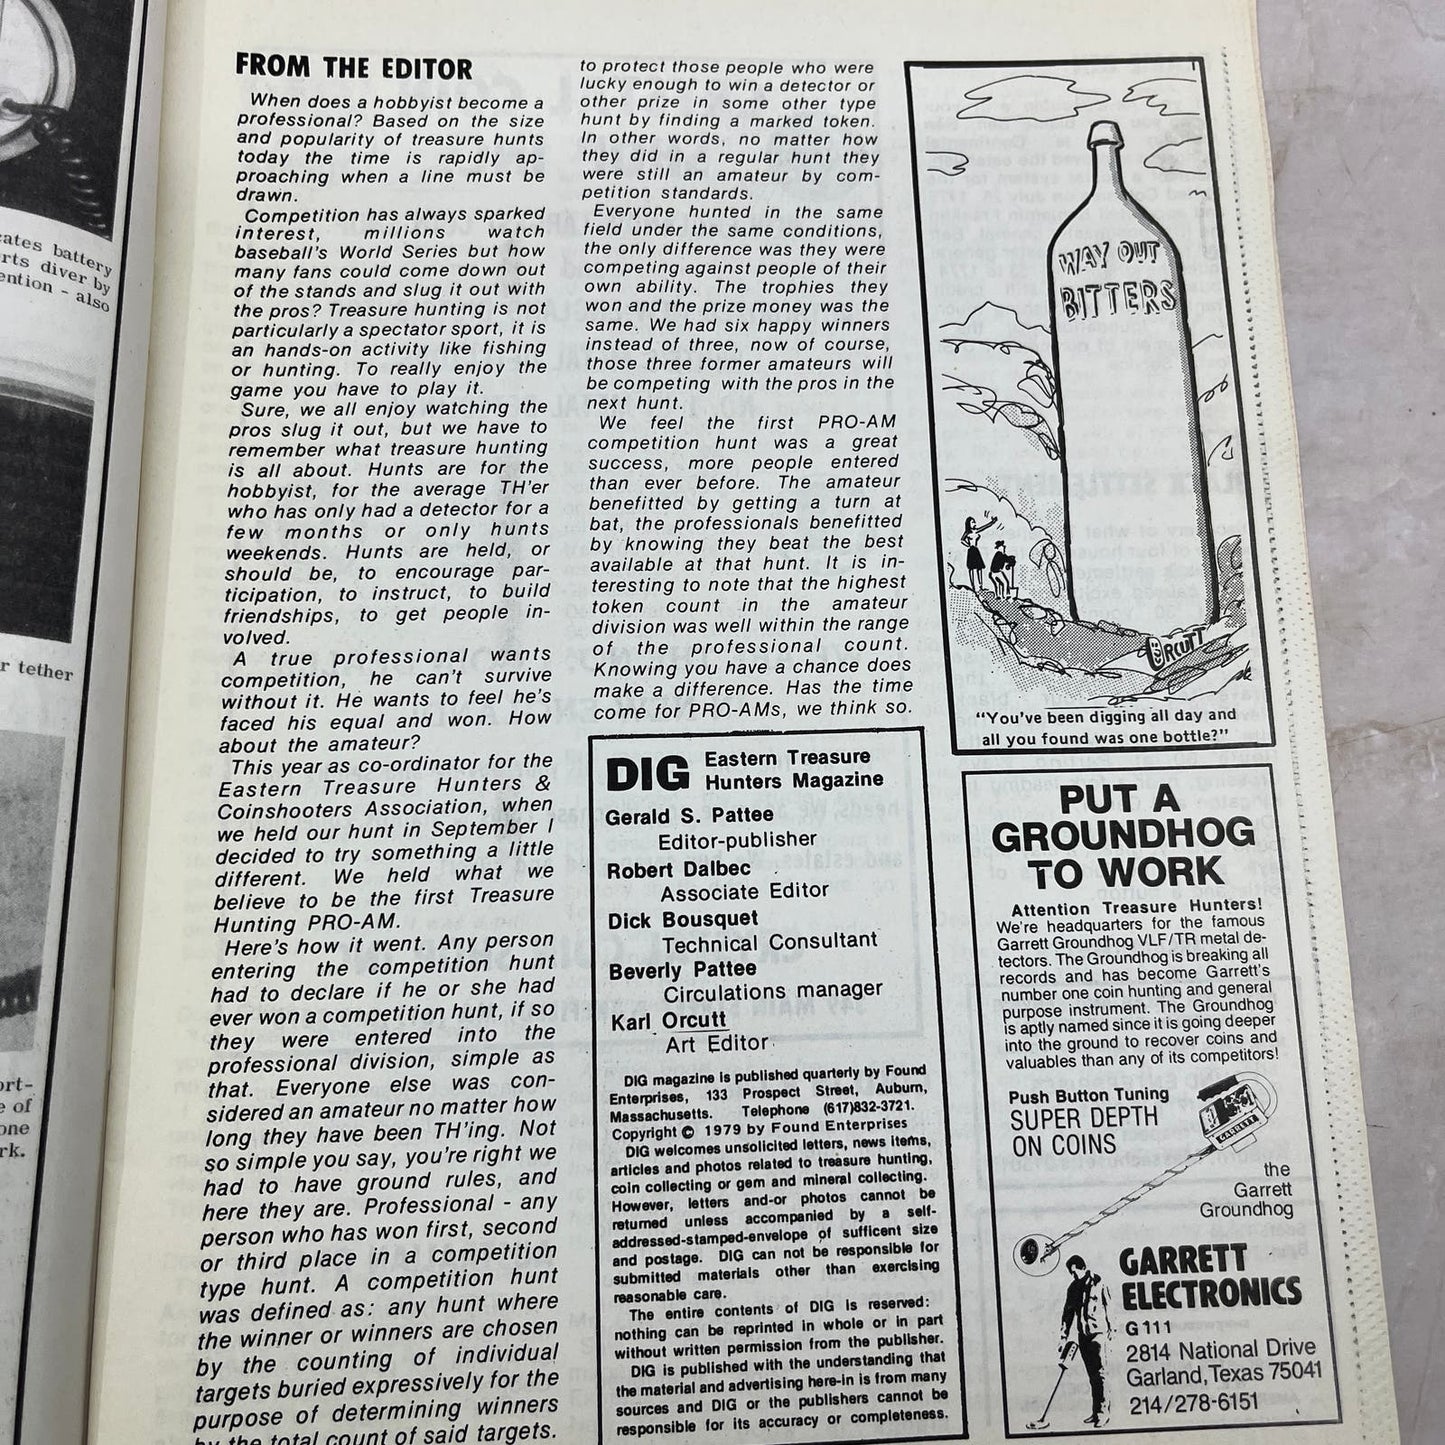 cates battery
rts diver by
ention - also
r tether
ort-
e of
one
rk.
FROM THE EDITOR
When does a hobbyist become a
professional? Based on the size
and popularity of treasure hunts
today the time is rapidly ap-
proaching when a line must be
drawn.
Competition has always sparked
interest, millions watch
baseball's World Series but how
many fans could come down out
of the stands and slug it out with
the pros? Treasure hunting is not
particularly a spectator sport, it is
an hands-on activity like fishing
or hunting. To really enjoy the
game you have to play it.
Sure, we all enjoy watching the
pros slug it out, but we have to
remember what treasure hunting
is all about. Hunts are for the
hobbyist, for the average TH'er
who has only had a detector for a
few months or only hunts
weekends. Hunts are held, or
should be, to encourage par-
ticipation, to instruct, to build
friendships, to get people in-
volved.
A true professional wants
competition, he can't survive
without it. He wants to feel he's
faced his equal and won. How
about the amateur?
This year as co-ordinator for the
Eastern Treasure Hunters &
Coinshooters Association, when
we held our hunt in September I
decided to try something a little
different. We held what we
believe to be the first Treasure
Hunting PRO-AM.
Here's how it went. Any person
entering the competition hunt
had to declare if he or she had
ever won a competition hunt, if so
they were entered into the
professional division, simple as
that. Everyone else was con-
sidered an amateur no matter how
long they have been TH'ing. Not
so simple you say, you're right we
had to have ground rules, and
here they are. Professional - any
person who has won first, second
or third place in a competition
type hunt. A competition hunt
was defined as: any hunt where
the winner or winners are chosen
by the counting of individual
targets buried expressively for the
purpose of determining winners
by the total count of said targets.
to protect those people who were
lucky enough to win a detector or
other prize in some other type
hunt by finding a marked token.
In other words, no matter how
they did in a regular hunt they
were still an amateur by com-
petition standards.
Everyone hunted in the same
field under the same conditions,
the only difference was they were
competing against people of their
own ability. The trophies they
won and the prize money was the
same. We had six happy winners
instead of three, now of course,
those three former amateurs will
be competing with the pros in the
next hunt.
We feel the first PRO-AM
competition hunt was a great
success, more people entered
than ever before. The amateur
benefitted by getting a turn at
bat, the professionals benefitted
by knowing they beat the best
available at that hunt. It is in-
teresting to note that the highest
token count in the amateur
division was well within the range
of the professional count.
Knowing you have a chance does
make a difference. Has the time
come for PRO-AMs, we think so.
DIG Eastern Treasure
Hunters Magazine
Gerald S. Pattee
Editor-publisher
Robert Dalbec
Associate Editor
Dick Bousquet
Technical Consultant
Beverly Pattee
Circulations manager
Karl Orcutt
Art Editor
DIG magazine is published quarterly by Found
Enterprises, 133 Prospect Street, Auburn,
Massachusetts. Telephone (617)832-3721.
Copyright © 1979 by Found Enterprises
DIG welcomes unsolicited letters, news items,
articles and photos related to treasure hunting,
coin collecting or gem and mineral collecting.
However, letters and-or photos cannot be
returned unless accompanied by a self-
addressed-stamped-envelope of sufficent size
and postage. DIG can not be responsible for
submitted materials other than exercising
reasonable care.
The entire contents of DIG is reserved:
nothing can be reprinted in whole or in part
without written permission from the publisher.
DIG is published with the understanding that
the material and advertising here-in is from many
sources and DIG or the publishers cannot be
responsible for its accuracy or completeness.
WAY OUT
BITTERS
ORCUTT
"You've been digging all day and
all you found was one bottle?"
PUT A
GROUNDHOG
TO WORK
Attention Treasure Hunters!
We're headquarters for the famous
Garrett Groundhog VLF/TR metal de-
tectors. The Groundhog is breaking all
records and has become Garrett's
number one coin hunting and general
purpose instrument. The Groundhog
is aptly named since it is going deeper
into the ground to recover coins and
valuables than any of its competitors!
Push Button Tuning
SUPER DEPTH
ON COINS
GARRETT
the
Garrett
Groundhog
GARRETT
ELECTRONICS
G111
2814 National Drive
Garland, Texas 75041
214/278-6151